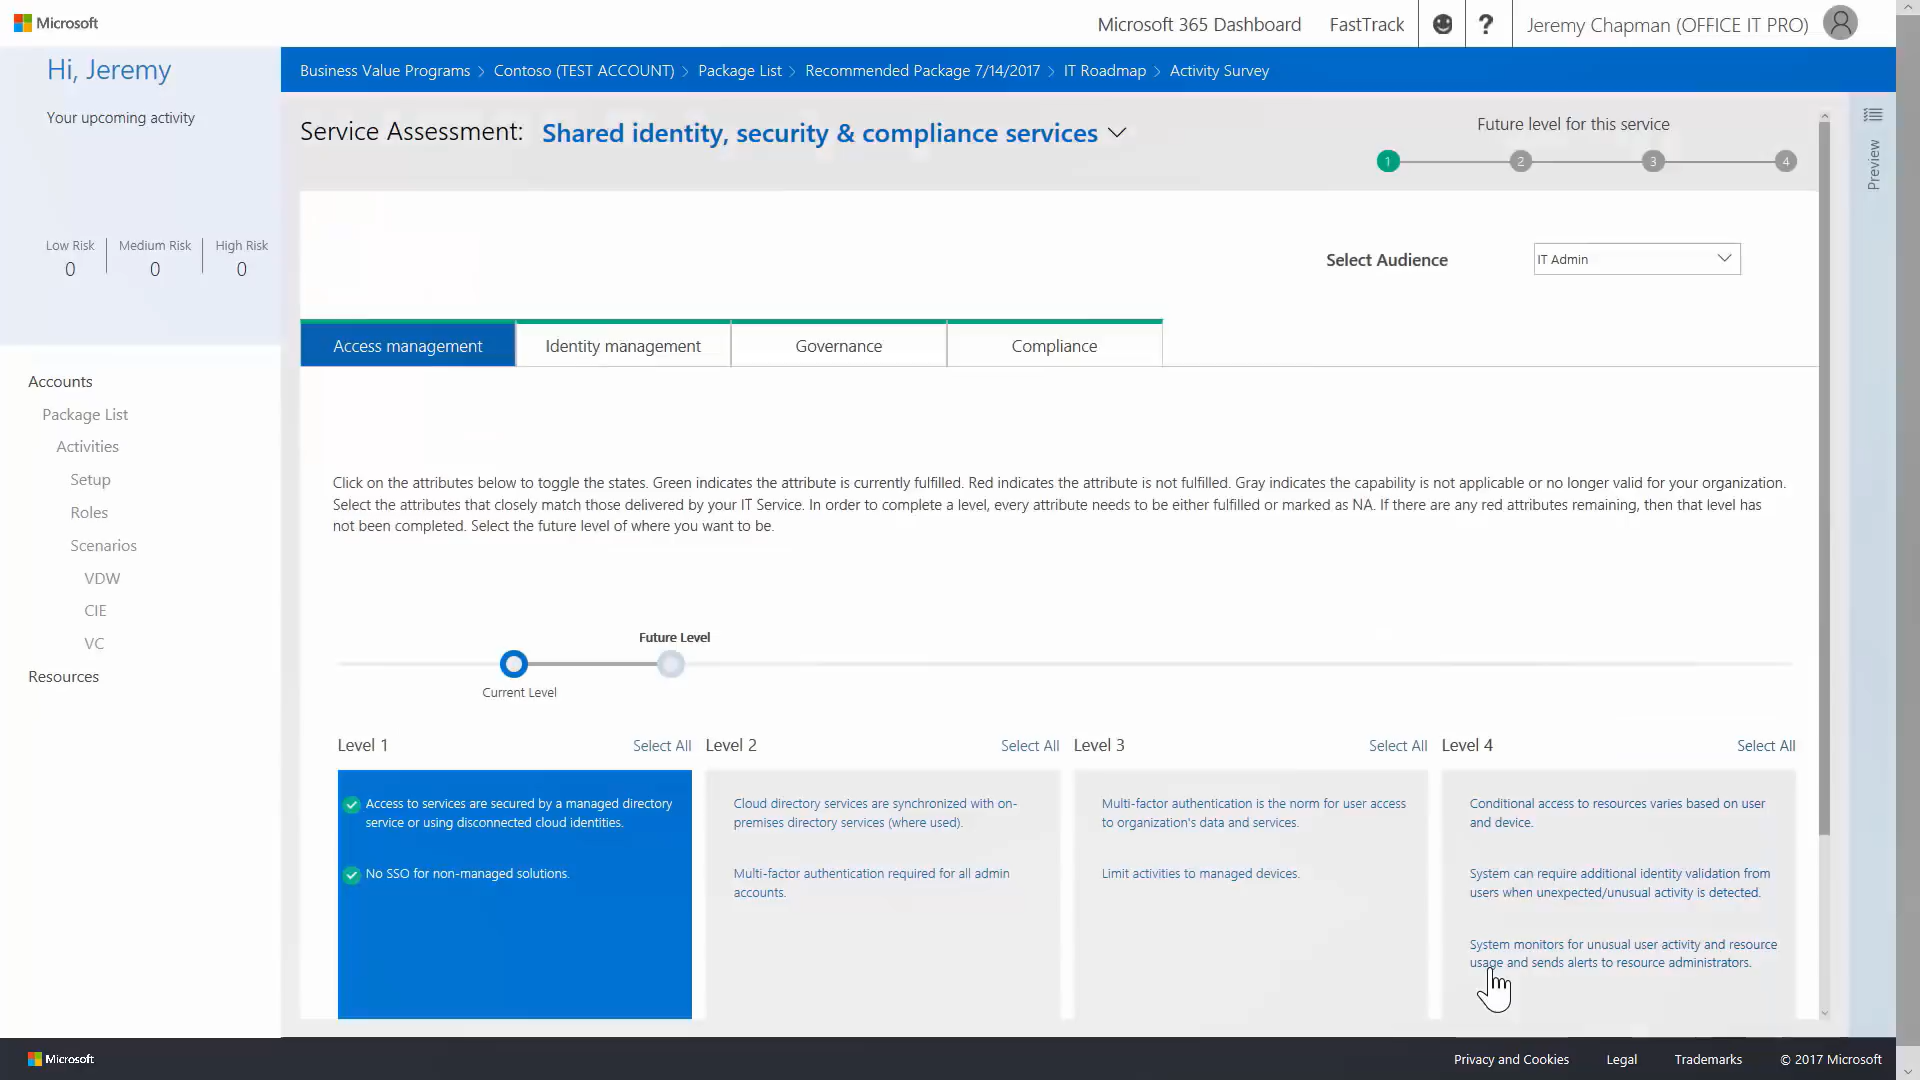 Microsoft
Microsoft 365 Dashboard
FastTrack
?
Jeremy Chapman (OFFICE IT PRO)
Hi, Jeremy
Your upcoming activity
Low Risk
0
Medium Risk
0
High Risk
0
Accounts
Package List
Activities
Setup
Roles
Scenarios
VDW
CIE
VC
Resources
Business Value Programs > Contoso (TEST ACCOUNT) > Package List > Recommended Package 7/14/2017 > IT Roadmap > Activity Survey
Service Assessment: Shared identity, security & compliance services
Future level for this service
1 2 3 4
Preview
Select Audience
IT Admin
Access management
Identity management
Governance
Compliance
Click on the attributes below to toggle the states. Green indicates the attribute is currently fulfilled. Red indicates the attribute is not fulfilled. Gray indicates the capability is not applicable or no longer valid for your organization.
Select the attributes that closely match those delivered by your IT Service. In order to complete a level, every attribute needs to be either fulfilled or marked as NA. If there are any red attributes remaining, then that level has
not been completed. Select the future level of where you want to be.
Future Level
Current Level
Level 1
Select All
Access to services are secured by a managed directory
service or using disconnected cloud identities.
No SSO for non-managed solutions.
Level 2
Select All
Cloud directory services are synchronized with on-
premises directory services (where used).
Multi-factor authentication required for all admin
accounts.
Level 3
Select All
Multi-factor authentication is the norm for user access
to organization's data and services.
Limit activities to managed devices.
Level 4
Select All
Conditional access to resources varies based on user
and device.
System can require additional identity validation from
users when unexpected/unusual activity is detected.
System monitors for unusual user activity and resource
usage and sends alerts to resource administrators.
Microsoft
Privacy and Cookies
Legal
Trademarks
© 2017 Microsoft